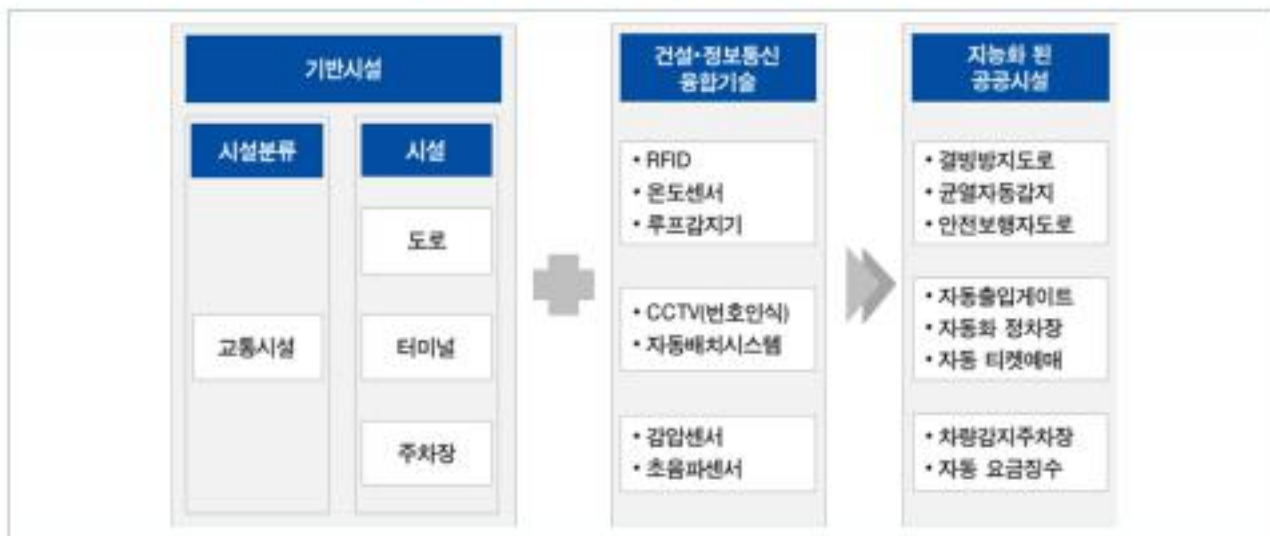 기반시설
시설분류
시설
교통시설
도로
터미널
주차장
건설•정보통신
융합기술
• RFID
• 온도센서
• 루프감지기
• CCTV(번호인식)
• 자동배치시스템
• 감압센서
• 초음파센서
지능화 된
공공시설
• 결빙방지도로
• 균열자동감지
• 안전보행자도로
• 자동출입게이트
• 자동화 정차장
• 자동 티켓예매
• 차량감지주차장
• 자동 요금징수